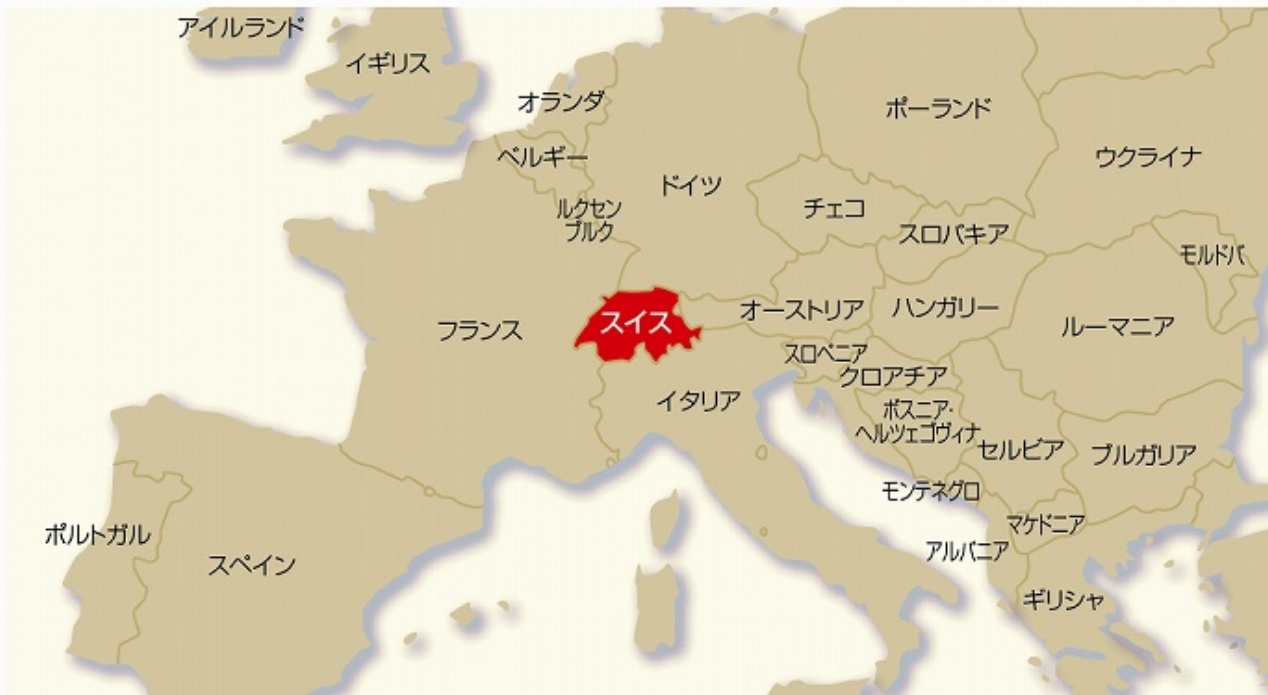 アイルランド
イギリス
オランダ
ポーランド
ベルギー
ウクライナ
ドイツ
ルクセン
ブルク
チェコ
スロバキア
モルドバ
オーストリア
ハンガリー
スイス
フランス
ルーマニア
スロベニア
クロアチア
イタリア
ボスニア・
ヘルツェゴヴィナ
セルビア
ブルガリア
モンテネグロ
マケドニア
ポルトガル
アルバニア
スペイン
ギリシャ